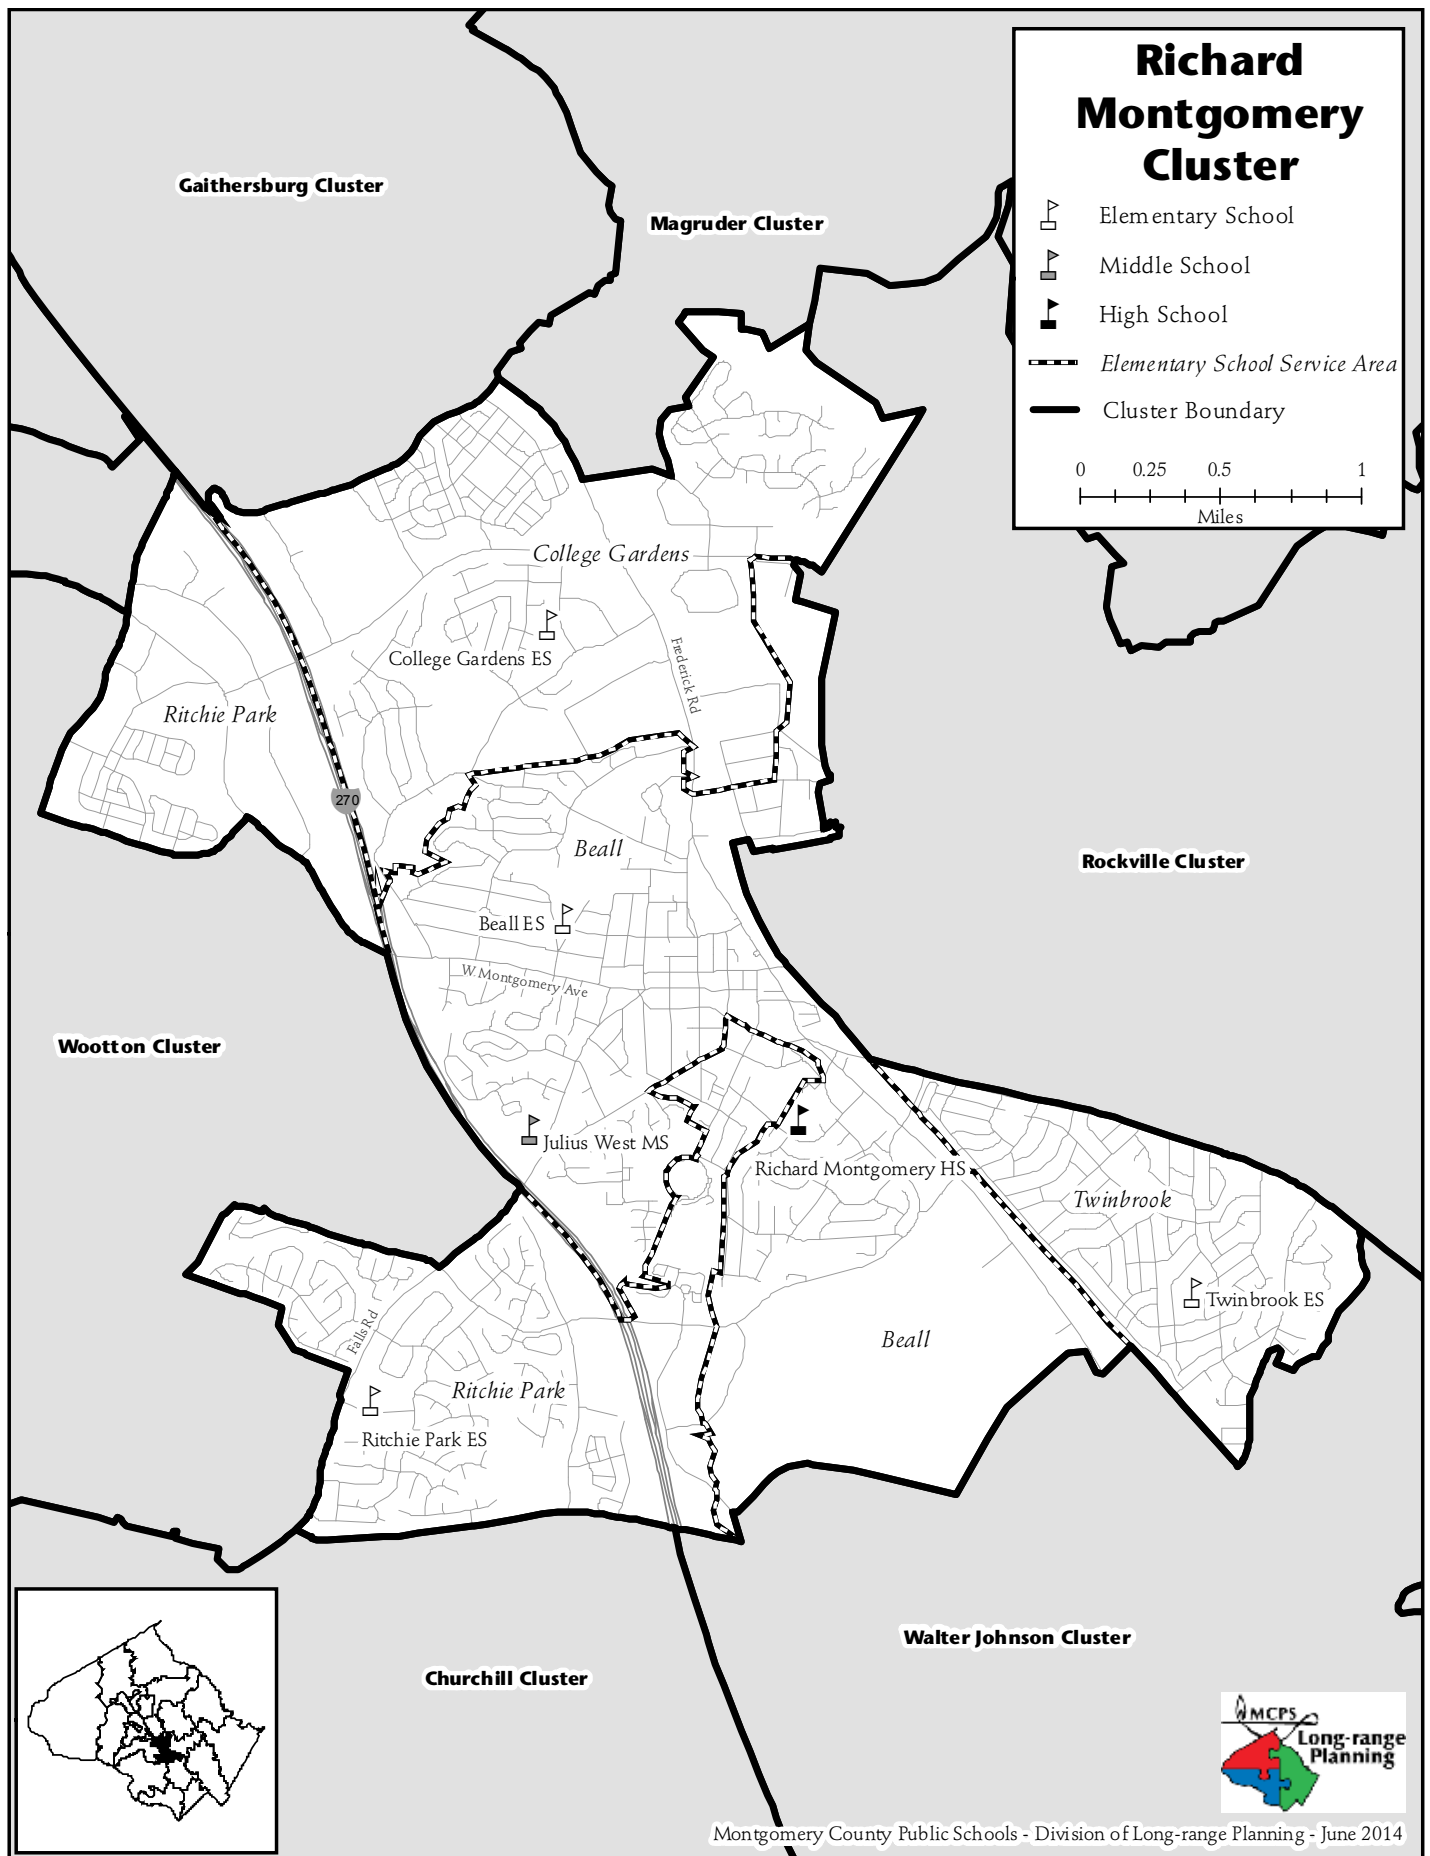 Richard
Montgomery
Cluster
Elementary School
Middle School
High School
Elementary School Service Area
Cluster Boundary
0 0.25 0.5 1
Miles
Gaithersburg Cluster
Magruder Cluster
College Gardens
College Gardens ES
Frederick Rd
Ritchie Park
270
Beall
Rockville Cluster
Beall ES
W. Montgomery Ave
Wootton Cluster
Julius West MS
Richard Montgomery HS
Twinbrook
Twinbrook ES
Falls Rd
Beall
Ritchie Park
Ritchie Park ES
Walter Johnson Cluster
Churchill Cluster
MCPS
Long-range
Planning
Montgomery County Public Schools - Division of Long-range Planning - June 2014